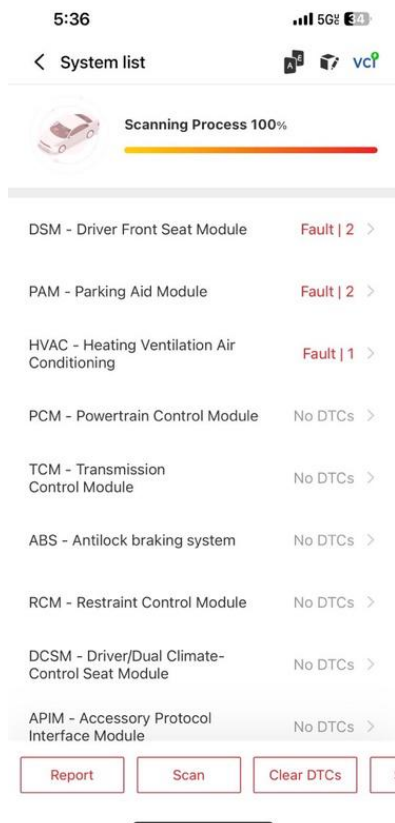 5:36
5G 34
System list
A
vci
Scanning Process 100%
DSM - Driver Front Seat Module
Fault | 2
PAM - Parking Aid Module
Fault | 2
HVAC - Heating Ventilation Air
Conditioning
Fault | 1
PCM - Powertrain Control Module
No DTCs
TCM - Transmission
Control Module
No DTCs
ABS - Antilock braking system
No DTCs
RCM - Restraint Control Module
No DTCs
DCSM - Driver/Dual Climate-
Control Seat Module
No DTCs
APIM - Accessory Protocol
Interface Module
No DTCs
Report
Scan
Clear DTCs